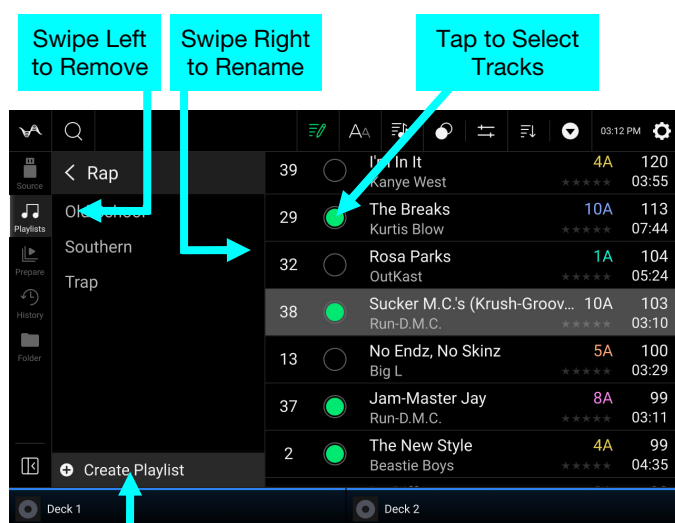 Swipe Left
to Remove
Swipe Right
to Rename
Tap to Select
Tracks
AA
03:12 PM
Source
Playlists
Prepare
History
Folder
Rap
Southern
Trap
Create Playlist
39 I'm In It 4A 120
Kanye West 03:55
29 The Breaks 10A 113
Kurtis Blow 07:44
32 Rosa Parks 1A 104
OutKast 05:24
38 Sucker M.C.'s (Krush-Groov… 10A 103
Run-D.M.C. 03:10
13 No Endz, No Skinz 5A 100
Big L 03:29
37 Jam-Master Jay 8A 99
Run-D.M.C. 03:11
2 The New Style 4A 99
Beastie Boys 04:35
Deck 1
Deck 2